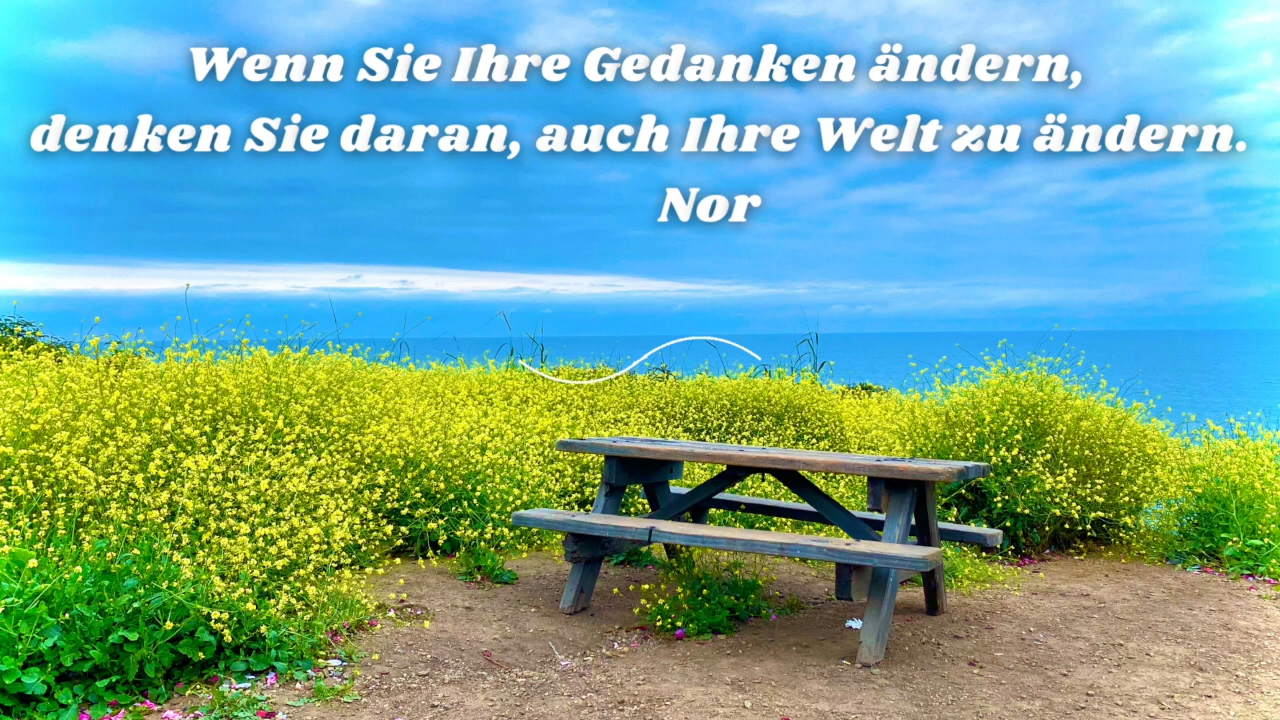 Wenn Sie Ihre Gedanken ändern,
denken Sie daran, auch Ihre Welt zu ändern.
Nor